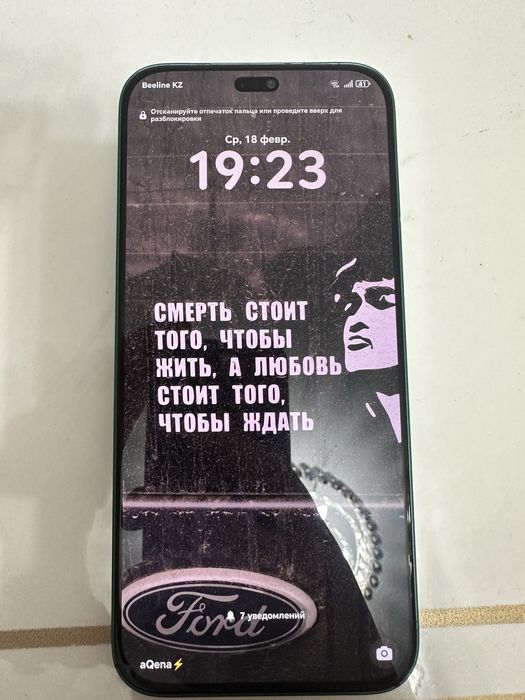 Beeline KZ
41
Отсканируйте отпечаток пальца или проведите вверх для
разблокировки
Ср, 18 февр.
19:23
СМЕРТЬ СТОИТ
ТОГО, ЧТОБЫ
ЖИТЬ, А ЛЮБОВЬ
СТОИТ ТОГО,
ЧТОБЫ ЖДАТЬ
Ford
7 уведомлений
aQena⚡